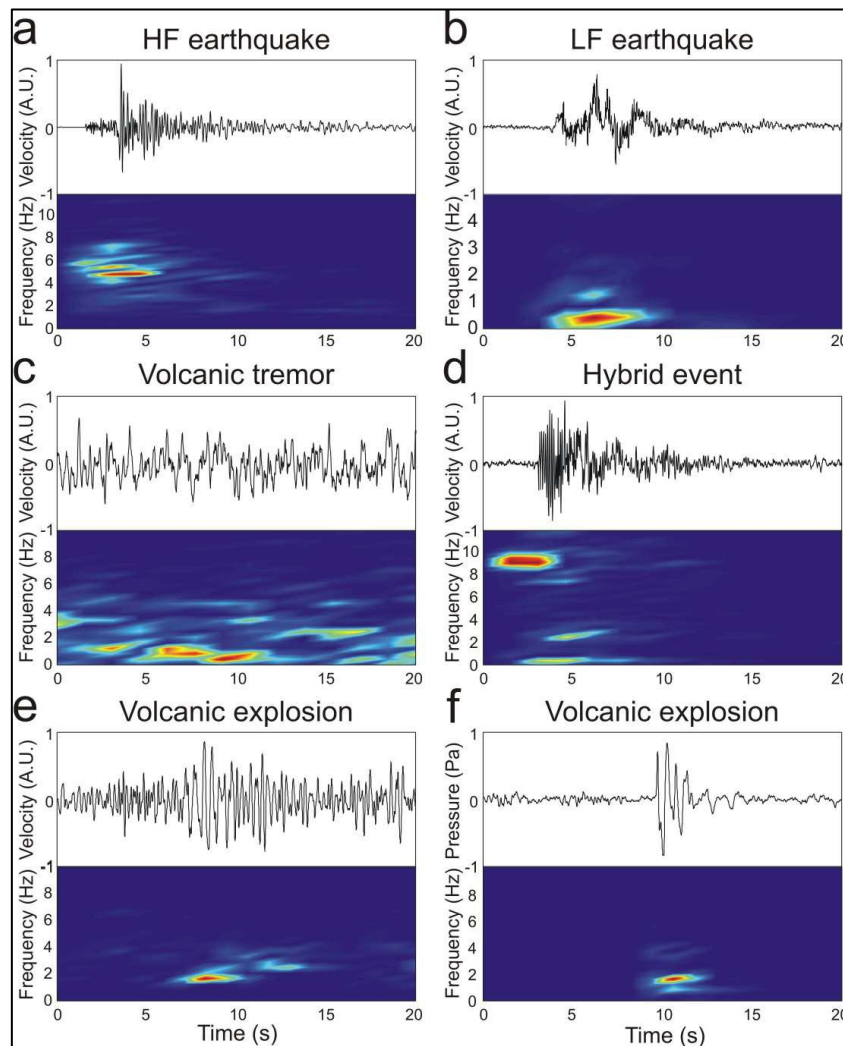 a
HF earthquake
Velocity (A.U.)
1
0
-1
Frequency (Hz)
10
8
6
4
2
0
0 5 10 15 20
b
LF earthquake
Velocity (A.U.)
1
0
-1
Frequency (Hz)
4
3
2
1
0
0 5 10 15 20
c
Volcanic tremor
Velocity (A.U.)
1
0
-1
Frequency (Hz)
8
6
4
2
0
0 5 10 15 20
d
Hybrid event
Velocity (A.U.)
1
0
-1
Frequency (Hz)
10
8
6
4
2
0
0 5 10 15 20
e
Volcanic explosion
Velocity (A.U.)
1
0
-1
Frequency (Hz)
8
6
4
2
0
0 5 10 15 20
Time (s)
f
Volcanic explosion
Pressure (Pa)
1
0
-1
Frequency (Hz)
8
6
4
2
0
0 5 10 15 20
Time (s)